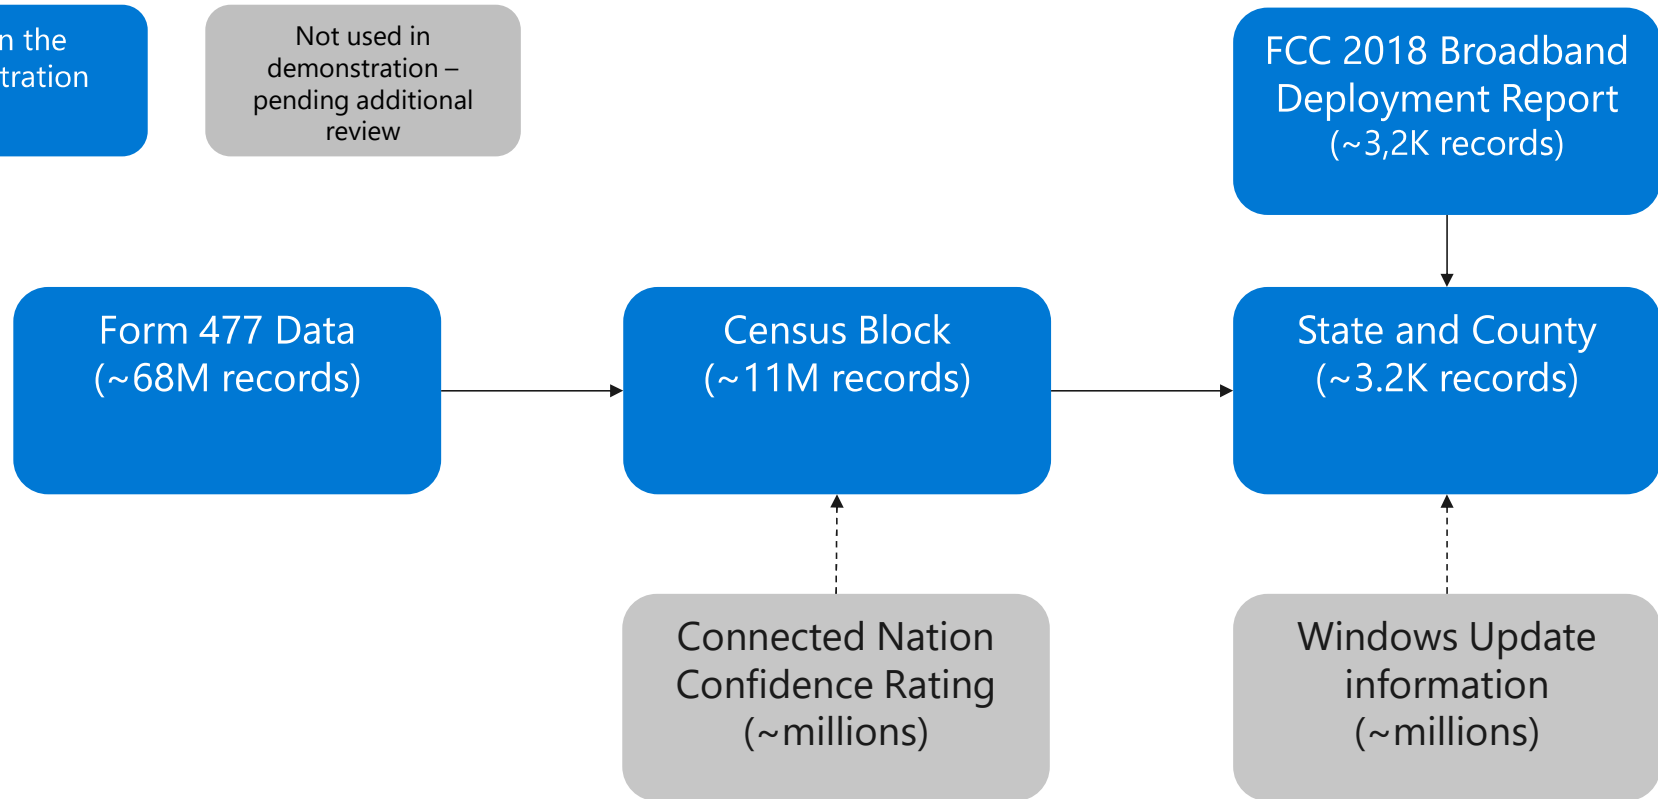 n the
tration
Not used in
demonstration –
pending additional
review
FCC 2018 Broadband
Deployment Report
(~3,2K records)
Form 477 Data
(~68M records)
Census Block
(~11M records)
State and County
(~3.2K records)
Connected Nation
Confidence Rating
(~millions)
Windows Update
information
(~millions)